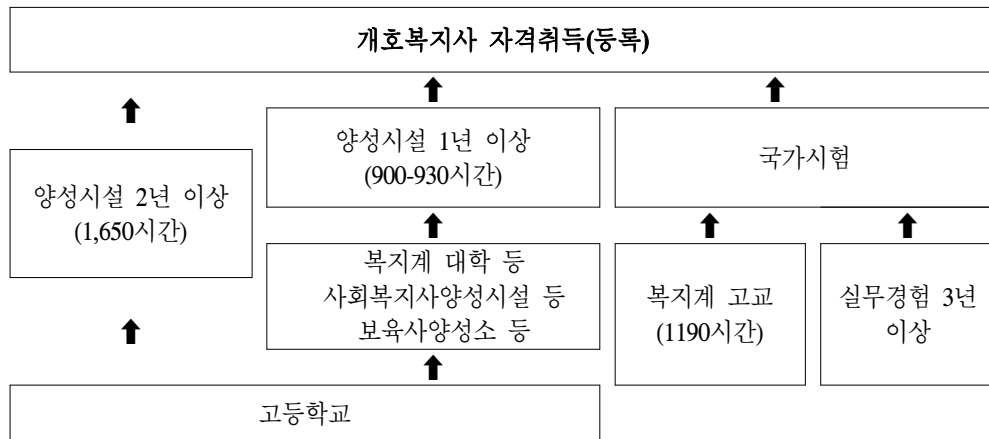 개호복지사 자격취득(등록)
양성시설 2년 이상
(1,650시간)
양성시설 1년 이상
(900-930시간)
국가시험
복지계 대학 등
사회복지사양성시설 등
보육사양성소 등
복지계 고교
(1190시간)
실무경험 3년
이상
고등학교